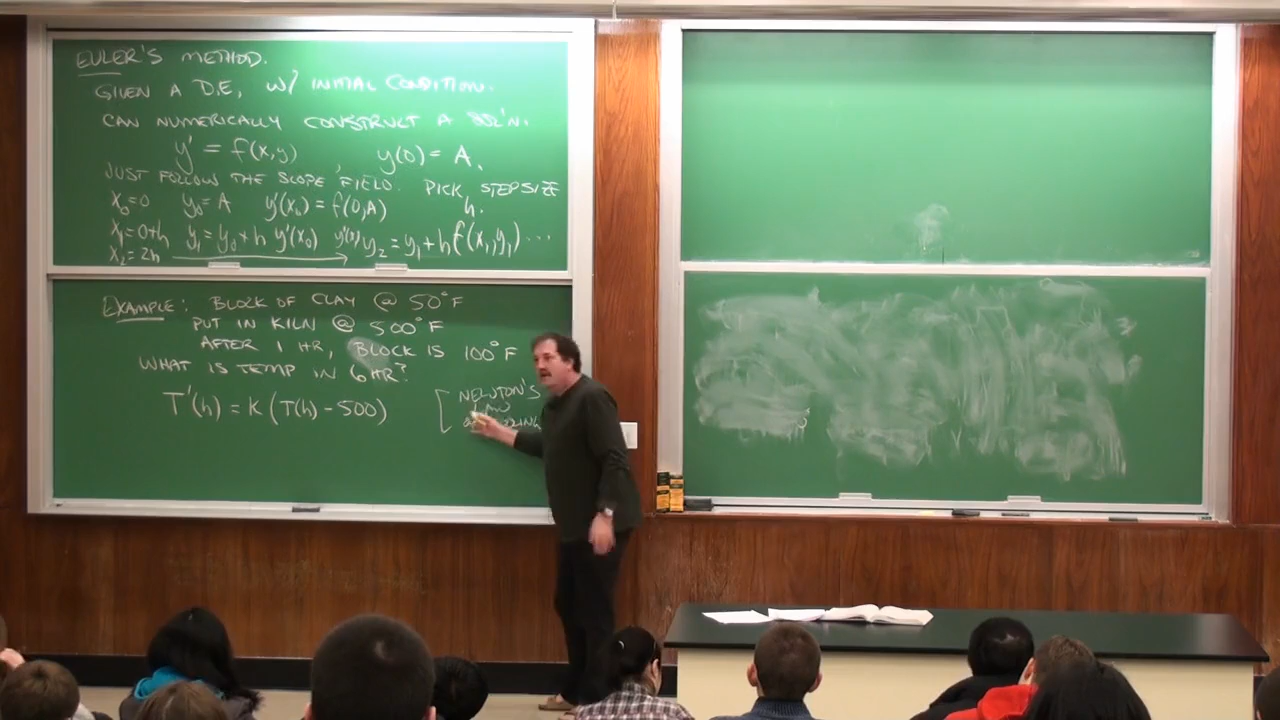 EULER'S METHOD.
GIVEN A D.E, W/ INITIAL CONDITION.
CAN NUMERICALLY CONSTRUCT A SOL'N.
y' = f(x,y) , y(0) = A.
JUST FOLLOW THE SLOPE FIELD. PICK STEPSIZE h.
x₀=0 y₀=A y'(x₀) = f(0,A)
x₁=0+h y₁=y₀+h y'(x₀) y'(x₁) y₂=y₁+h f(x₁,y₁) ...
x₂=2h
EXAMPLE: BLOCK OF CLAY @ 50°F
PUT IN KILN @ 500°F
AFTER 1 HR, BLOCK IS 100°F
WHAT IS TEMP IN 6 HR?
T'(h) = K (T(h) - 500) [ NEWTON'S